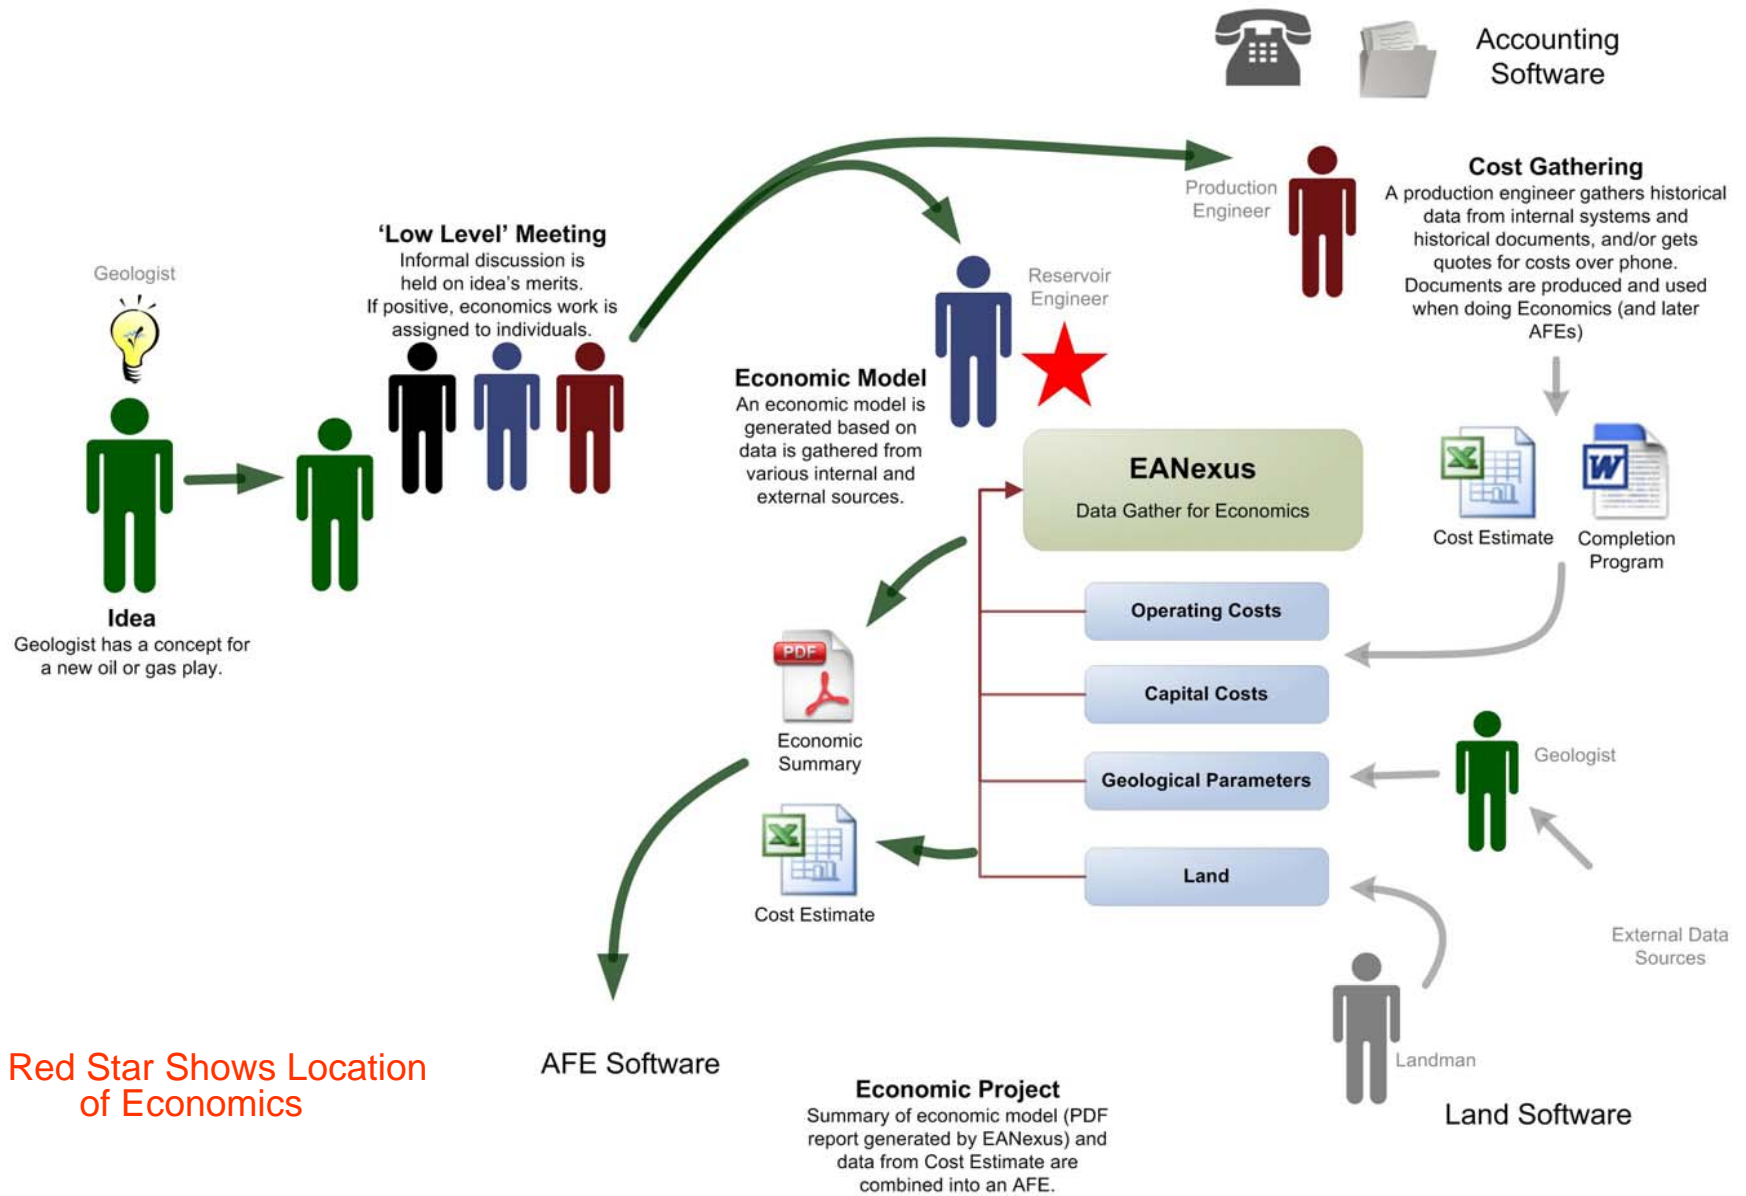 Accounting
Software
Geologist
'Low Level' Meeting
Informal discussion is
held on idea's merits.
If positive, economics work is
assigned to individuals.
Idea
Geologist has a concept for
a new oil or gas play.
Production
Engineer
Cost Gathering
A production engineer gathers historical
data from internal systems and
historical documents, and/or gets
quotes for costs over phone.
Documents are produced and used
when doing Economics (and later
AFEs)
Reservoir
Engineer
Economic Model
An economic model is
generated based on
data is gathered from
various internal and
external sources.
EANexus
Data Gather for Economics
Cost Estimate
Completion
Program
Operating Costs
Capital Costs
Geological Parameters
Land
PDF
Economic
Summary
Cost Estimate
Geologist
External Data
Sources
Landman
Land Software
AFE Software
Economic Project
Summary of economic model (PDF
report generated by EANexus) and
data from Cost Estimate are
combined into an AFE.
Red Star Shows Location
of Economics